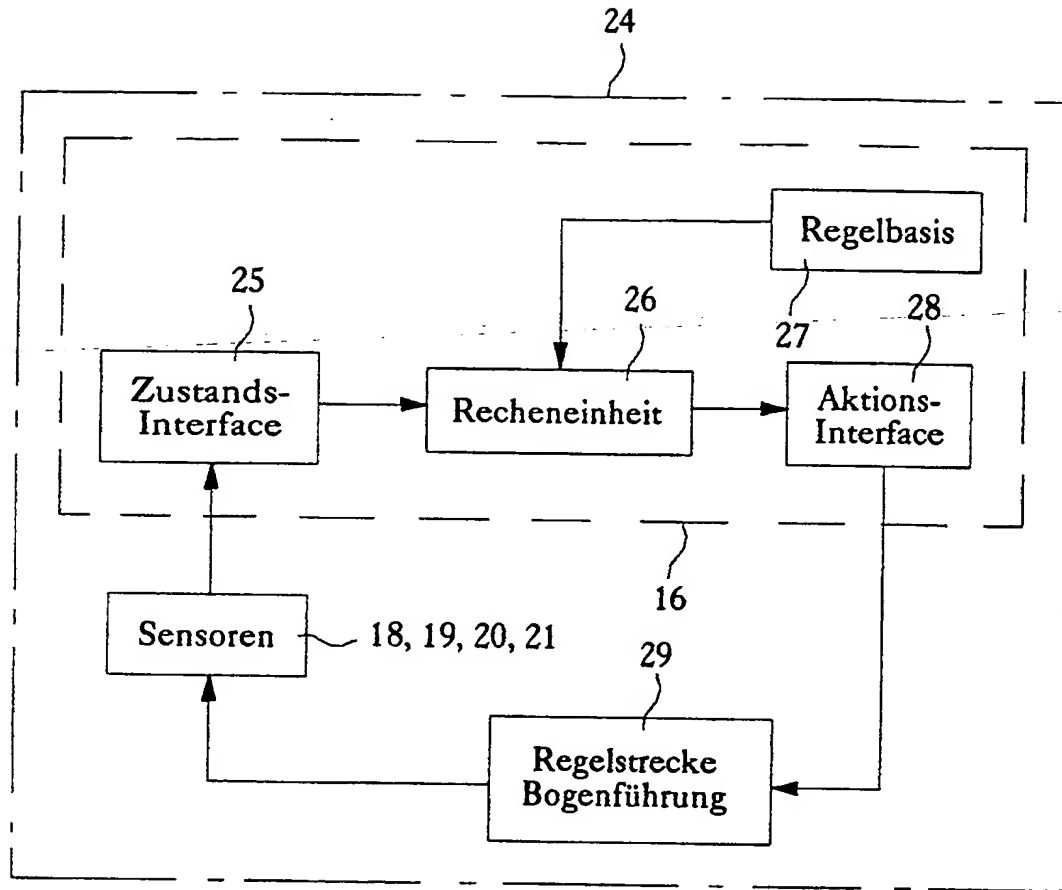 24
Regelbasis
27
25
26
28
Zustands-
Interface
Recheneinheit
Aktions-
Interface
16
Sensoren
18, 19, 20, 21
29
Regelstrecke
Bogenführung